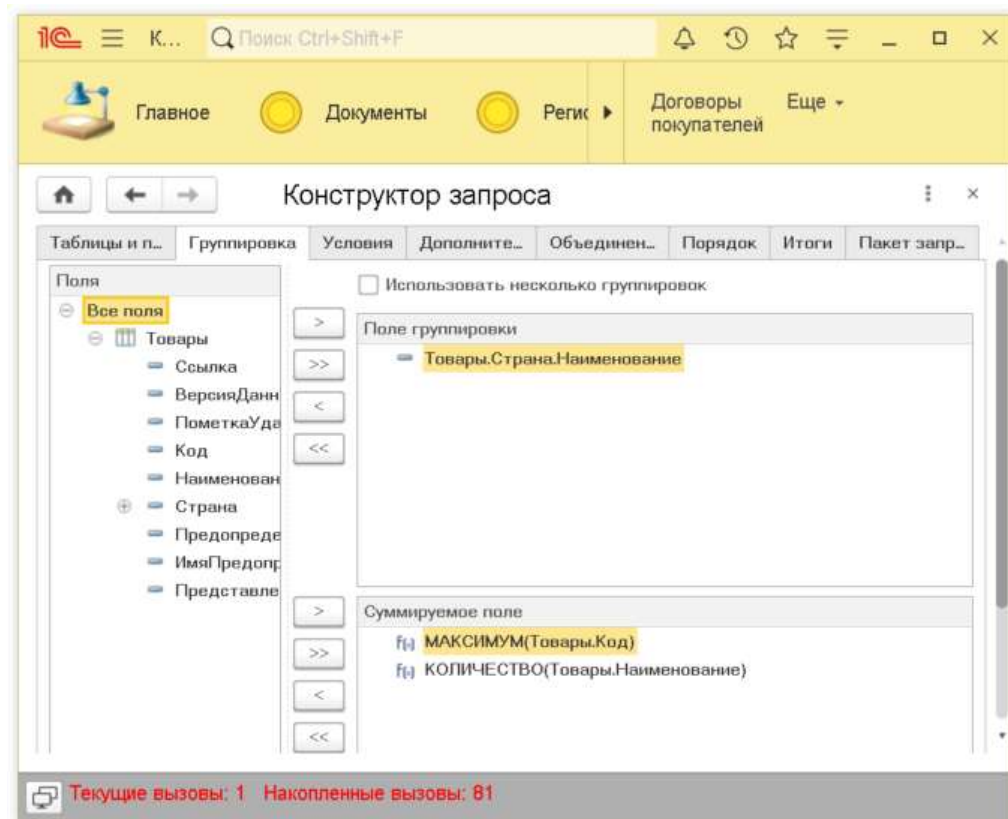 1С К... Поиск Ctrl+Shift+F
Главное Документы Регис Договоры покупателей Еще
Конструктор запроса
Таблицы и п... Группировка Условия Дополните... Объединен... Порядок Итоги Пакет запр...
Поля
Использовать несколько группировок
Все поля
> Поле группировки
Товары
Товары.Страна.Наименование
Ссылка
>>
ВерсияДанн
<
ПометкаУда
Код
<<
Наименован
Страна
Предопреде
ИмяПредопр
Представле
> Суммируемое поле
f(x) МАКСИМУМ(Товары.Код)
>>
f(x) КОЛИЧЕСТВО(Товары.Наименование)
<
<<
Текущие вызовы: 1 Накопленные вызовы: 81